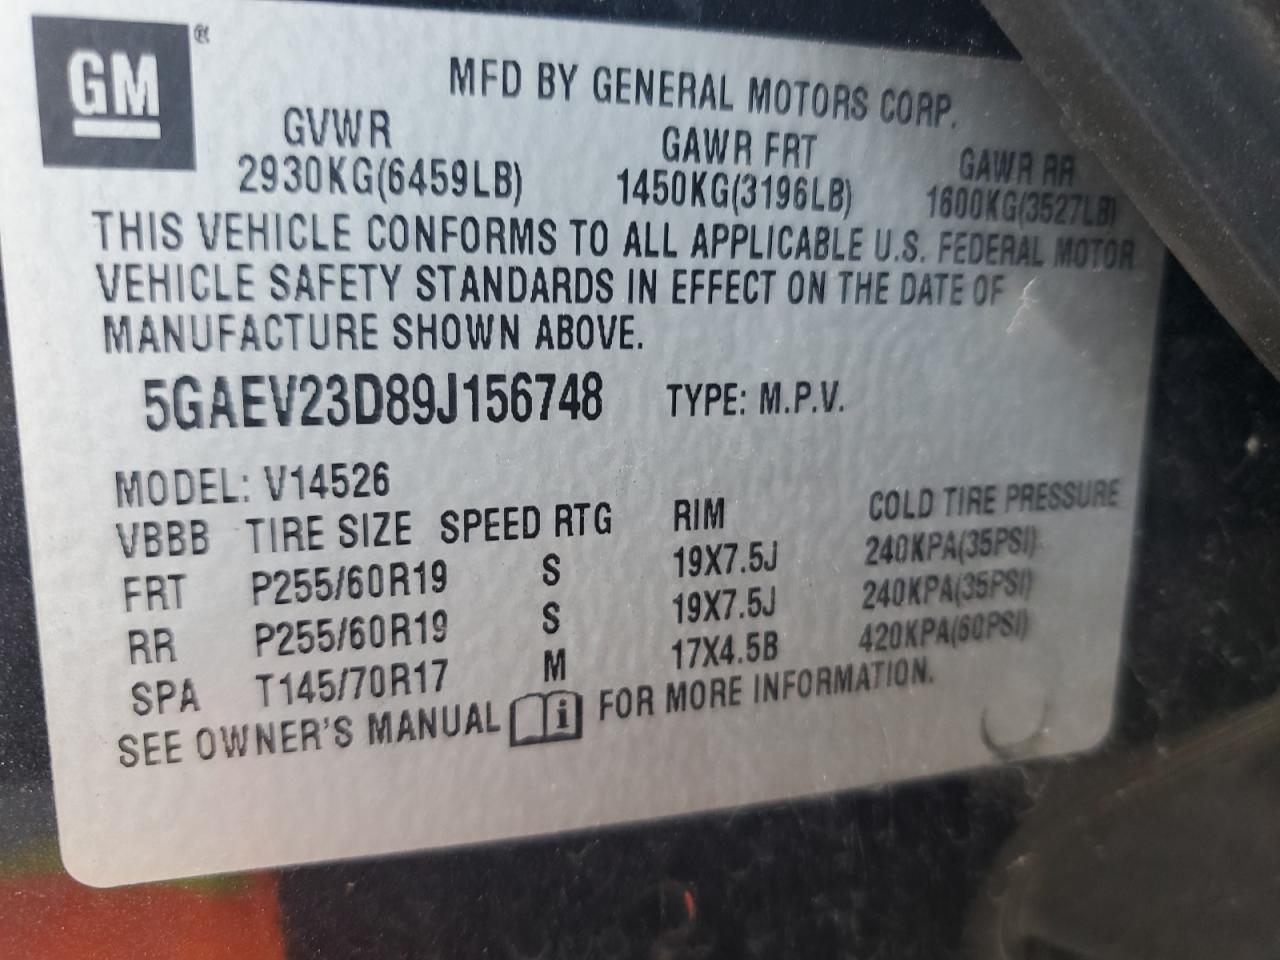 GM ®
MFD BY GENERAL MOTORS CORP.
GVWR GAWR FRT GAWR RR
2930KG(6459LB) 1450KG(3196LB) 1600KG(3527LB)
THIS VEHICLE CONFORMS TO ALL APPLICABLE U.S. FEDERAL MOTOR
VEHICLE SAFETY STANDARDS IN EFFECT ON THE DATE OF
MANUFACTURE SHOWN ABOVE.
5GAEV23D89J156748 TYPE: M.P.V.
MODEL: V14526
VBBB TIRE SIZE SPEED RTG RIM COLD TIRE PRESSURE
FRT P255/60R19 S 19X7.5J 240KPA(35PSI)
RR P255/60R19 S 19X7.5J 240KPA(35PSI)
SPA T145/70R17 M 17X4.5B 420KPA(60PSI)
SEE OWNER'S MANUAL i FOR MORE INFORMATION.